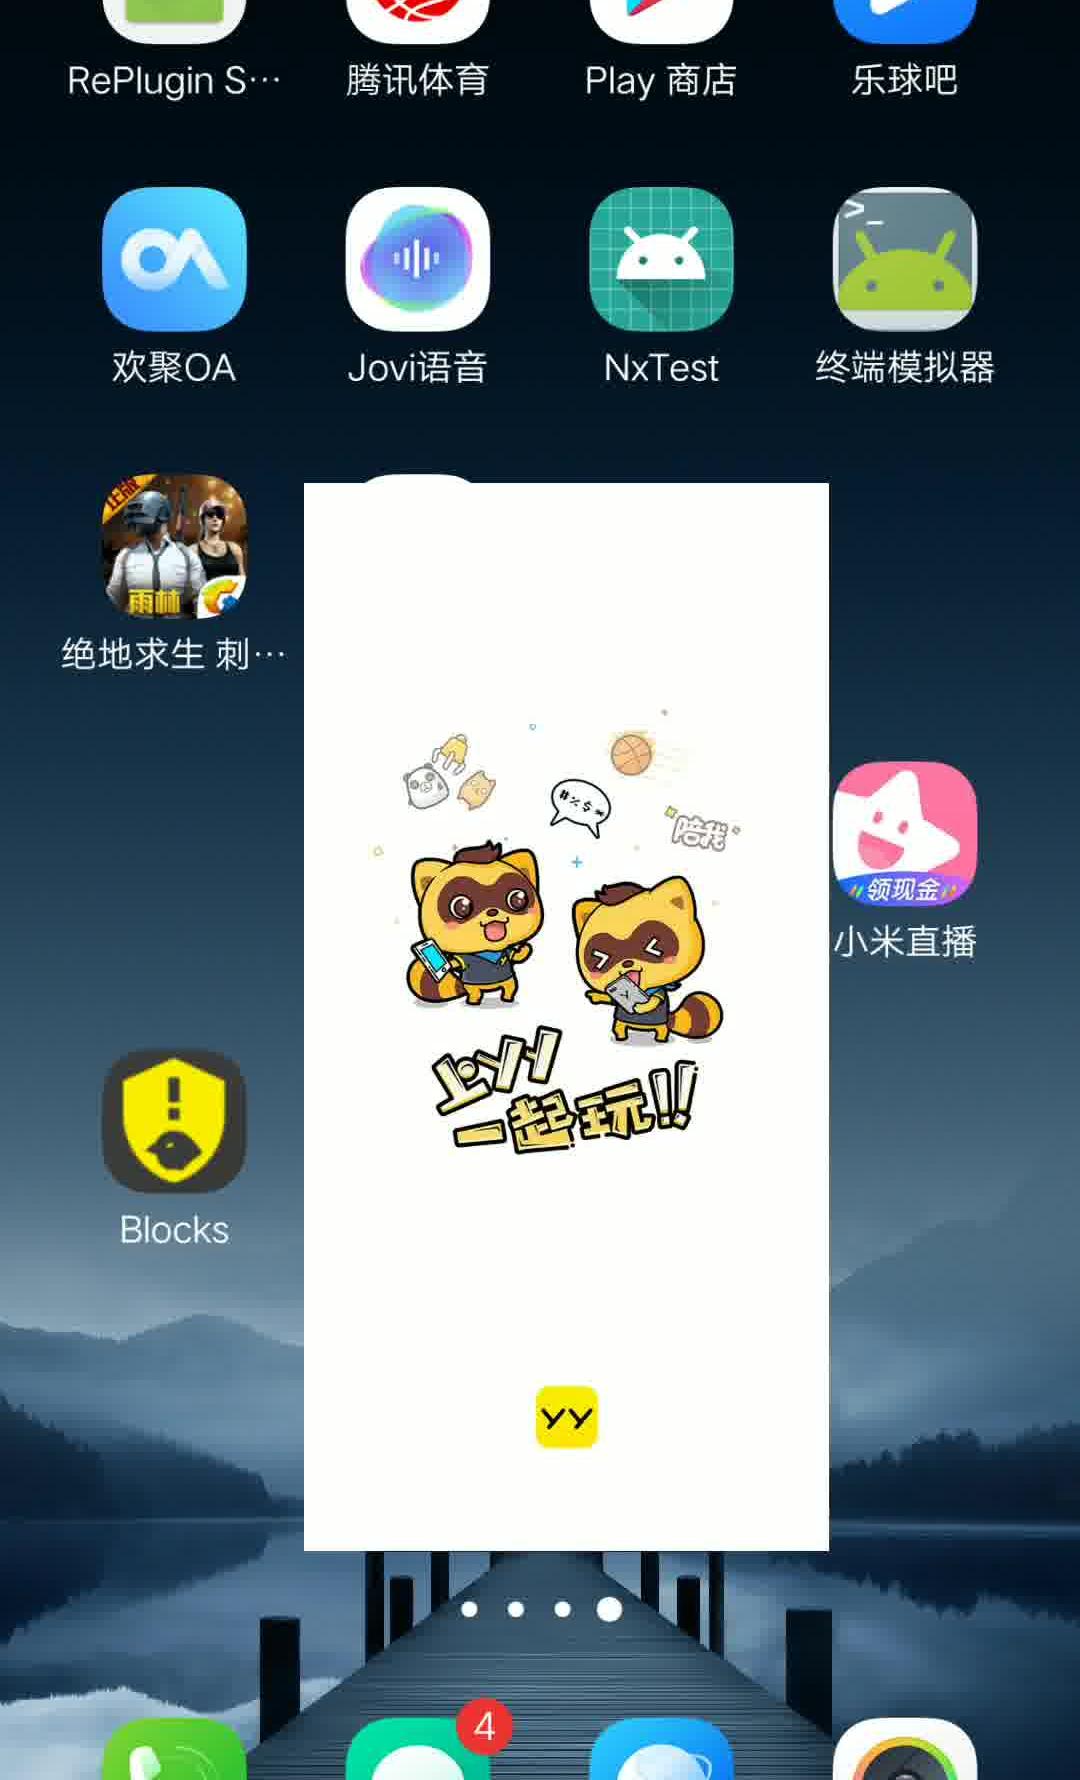 RePlugin S...
腾讯体育
Play 商店
乐球吧
OA
>_
欢聚OA
Jovi语音
NxTest
终端模拟器
正版
雨林
绝地求生 刺...
#%$*
陪我
领现金
小米直播
上YY
一起玩!!
!
Blocks
YY
4